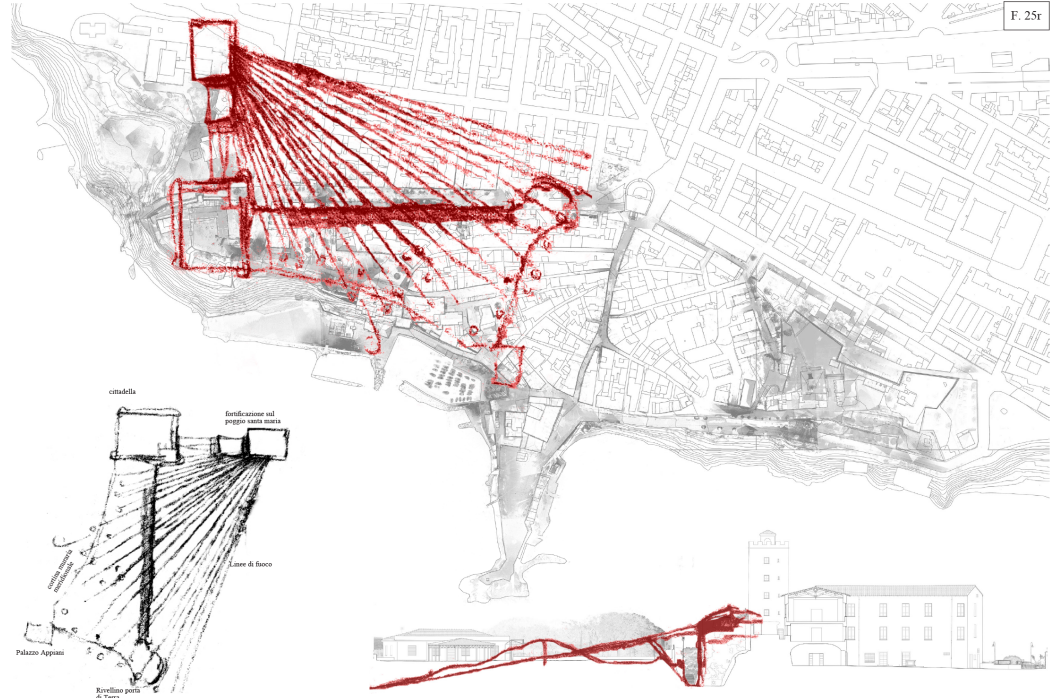 F. 25r
cittadella
fortificazione sul
poggio santa maria
Linee di fuoco
cortina muraria
meridionale
Palazzo Appiani
Rivellino porta
di Terra